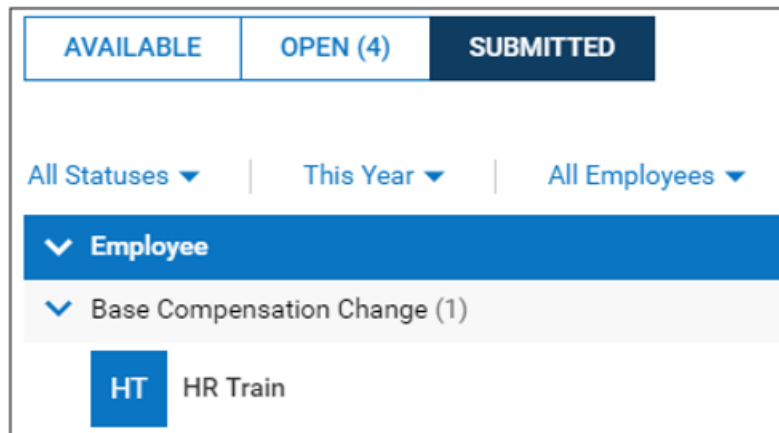 AVAILABLE OPEN (4) SUBMITTED
All Statuses This Year All Employees
Employee
Base Compensation Change (1)
HT HR Train